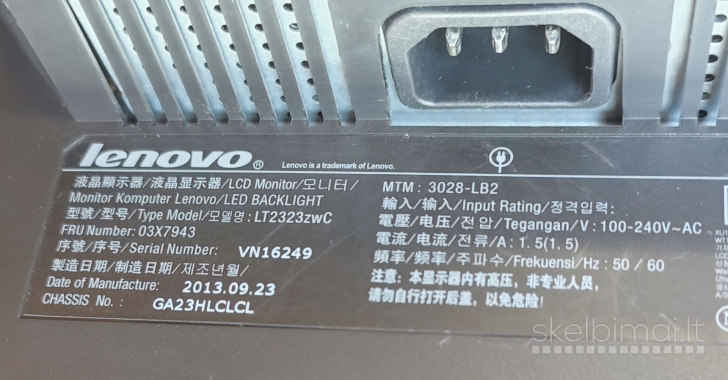 lenovo®
Lenovo is a trademark of Lenovo.
液晶顯示器/液晶显示器/LCD Monitor/모니터/
Monitor Komputer Lenovo/LED BACKLIGHT
型號/型号/Type Model/모델명 : LT2323zwC
FRU Number: 03X7943
序號/序号/Serial Number: VN16249
製造日期/制造日期/제조년월/
Date of Manufacture: 2013.09.23
CHASSIS No. : GA23HLCLCL
MTM : 3028-LB2
輸入/输入/Input Rating/정격입력:
電壓/电压/전압/Tegangan/V : 100-240V~AC
電流/电流/전류/A : 1.5(1.5)
頻率/频率/주파수/Frekuensi/Hz : 50 / 60
注意: 本显示器内有高压, 非专业人员,
请勿自行打开后盖, 以免危险!
skelbimai.lt